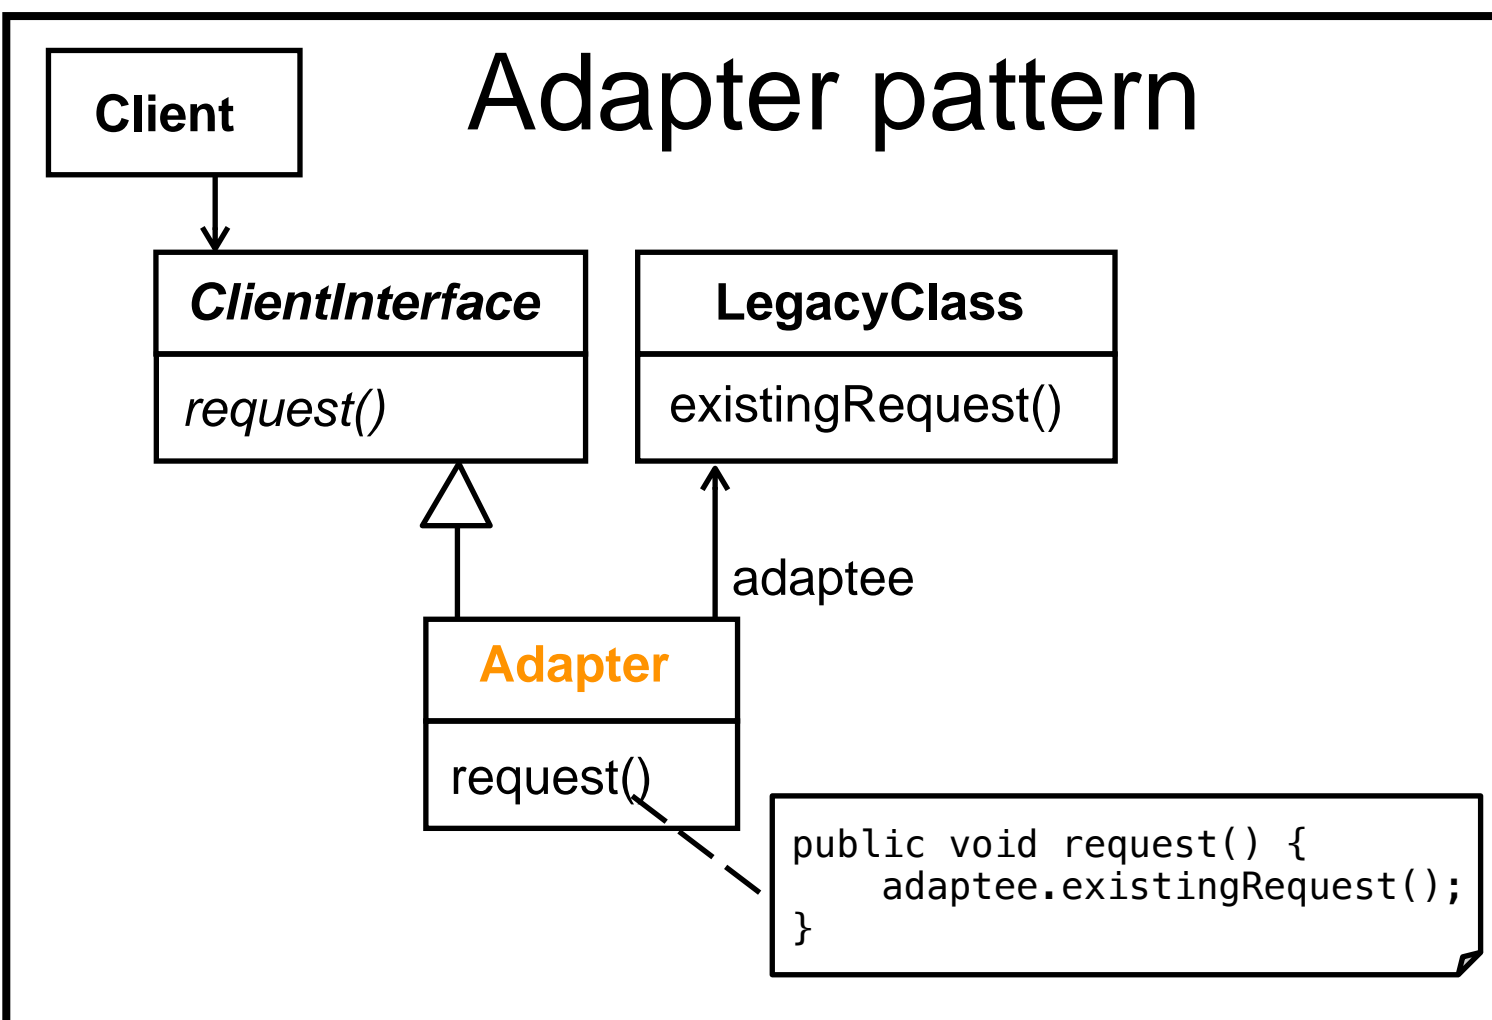 Adapter pattern
Client
ClientInterface
request()
LegacyClass
existingRequest()
adaptee
Adapter
request()
public void request() {
    adaptee.existingRequest();
}